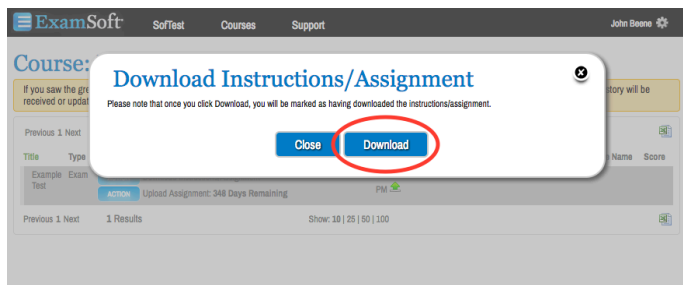 ExamSoft SofTest Courses Support John Beene
Course:
Download Instructions/Assignment
If you saw the gre
story will be
Please note that once you click Download, you will be marked as having downloaded the instructions/assignment.
received or updat
Previous 1 Next
Close Download
Title Type
Name Score
Example Exam
Test
PM
ACTION Upload Assignment: 348 Days Remaining
Previous 1 Next 1 Results Show: 10 | 25 | 50 | 100